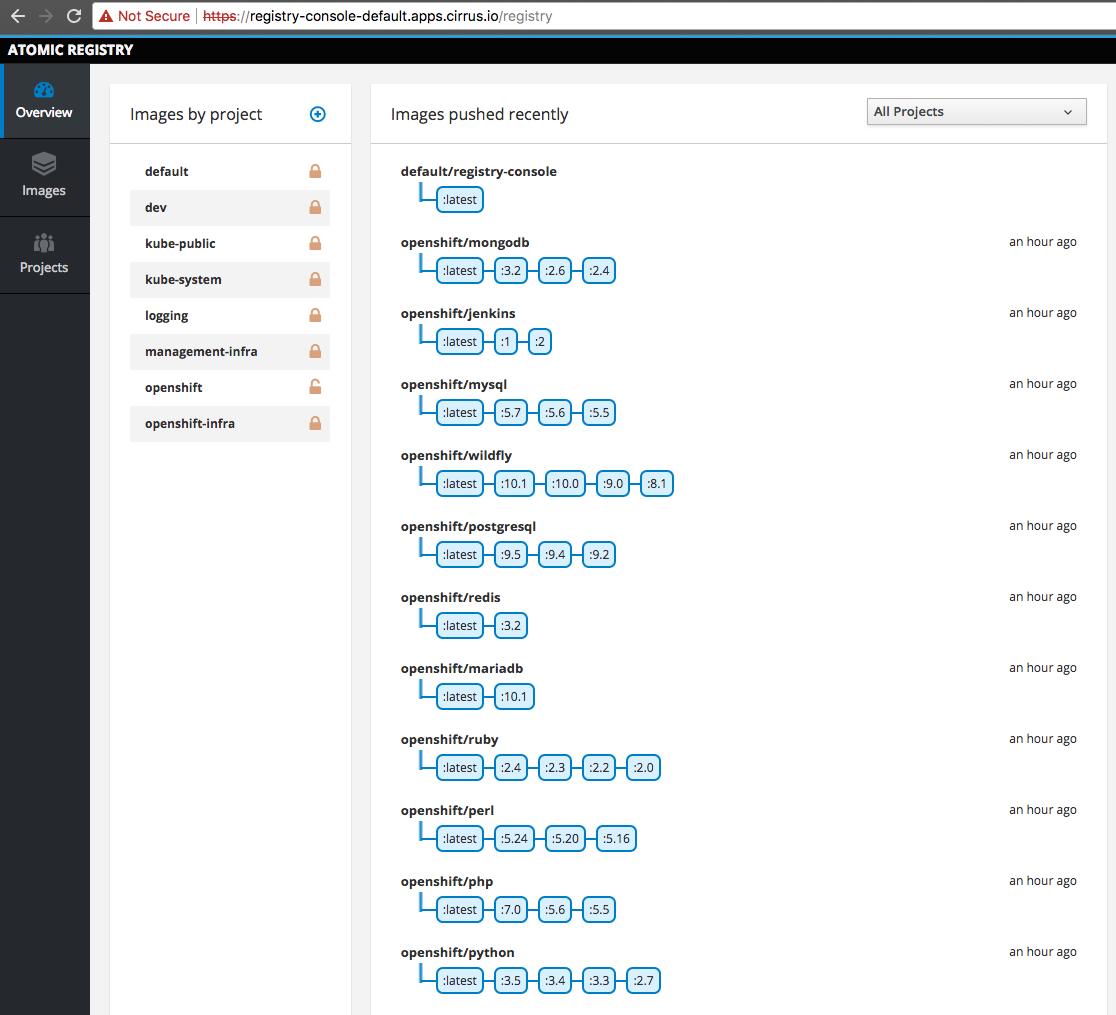 Not Secure | https://registry-console-default.apps.cirrus.io/registry
ATOMIC REGISTRY
Overview
Images
Projects
Images by project
default
dev
kube-public
kube-system
logging
management-infra
openshift
openshift-infra
Images pushed recently
All Projects
default/registry-console
:latest
openshift/mongodb an hour ago
:latest :3.2 :2.6 :2.4
openshift/jenkins an hour ago
:latest :1 :2
openshift/mysql an hour ago
:latest :5.7 :5.6 :5.5
openshift/wildfly an hour ago
:latest :10.1 :10.0 :9.0 :8.1
openshift/postgresql an hour ago
:latest :9.5 :9.4 :9.2
openshift/redis an hour ago
:latest :3.2
openshift/mariadb an hour ago
:latest :10.1
openshift/ruby an hour ago
:latest :2.4 :2.3 :2.2 :2.0
openshift/perl an hour ago
:latest :5.24 :5.20 :5.16
openshift/php an hour ago
:latest :7.0 :5.6 :5.5
openshift/python an hour ago
:latest :3.5 :3.4 :3.3 :2.7